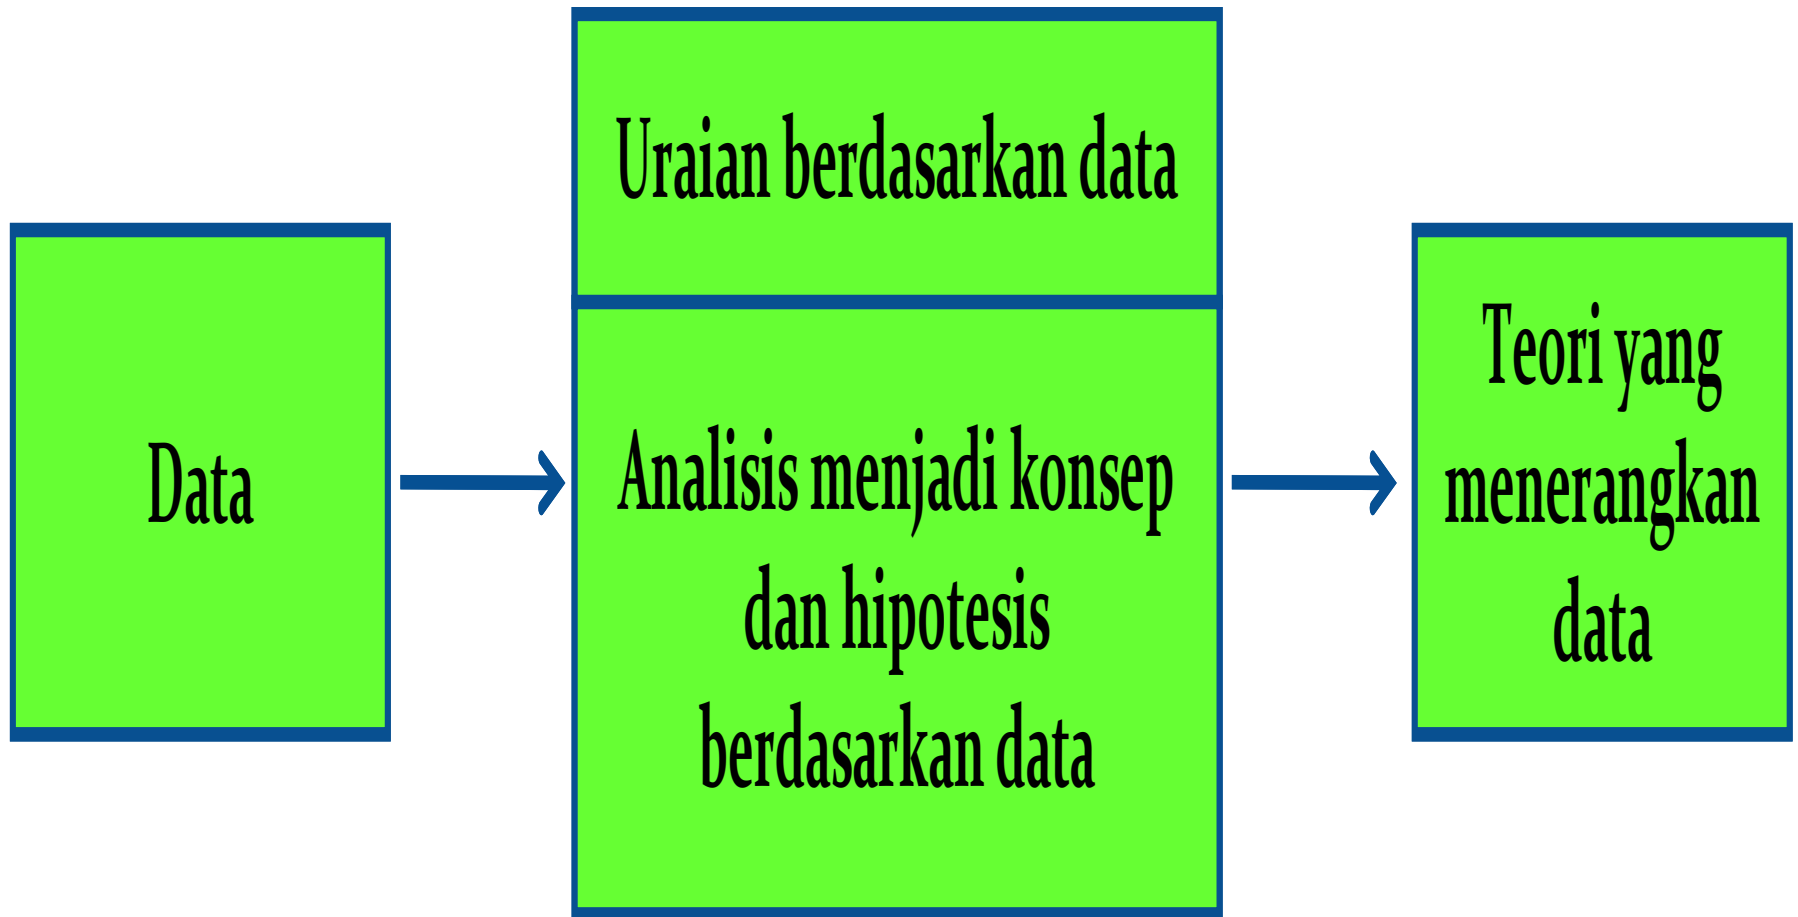 Data
Uraian berdasarkan data
Analisis menjadi konsep
dan hipotesis
berdasarkan data
Teori yang
menerangkan
data